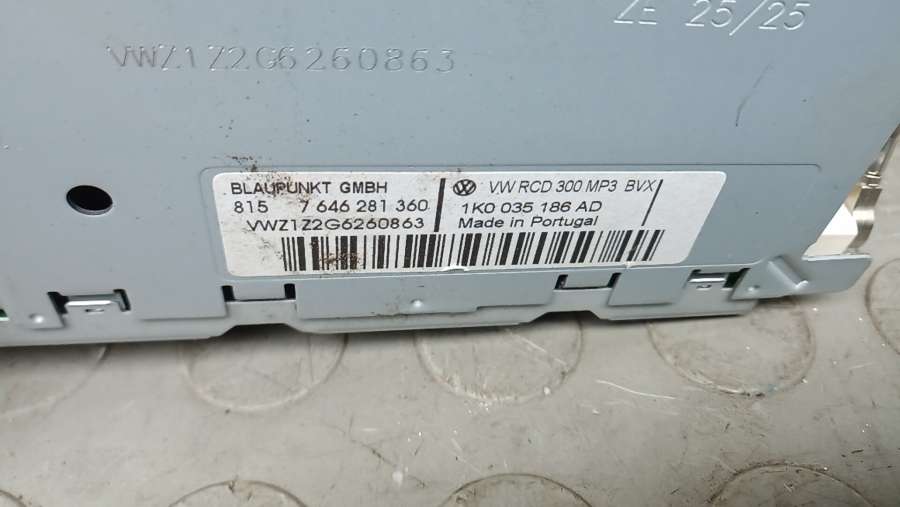 ZE 25/25
VWZ1Z2G6260863
BLAUPUNKT GMBH
815 7 646 281 360
VWZ1Z2G6260863
VW RCD 300 MP3 BVX
1K0 035 186 AD
Made in Portugal